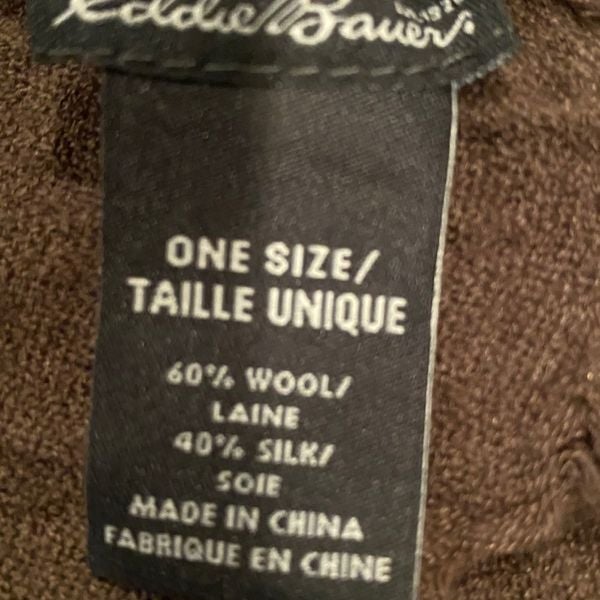 Eddie Bauer
ONE SIZE/
TAILLE UNIQUE
60% WOOL/
LAINE
40% SILK/
SOIE
MADE IN CHINA
FABRIQUE EN CHINE